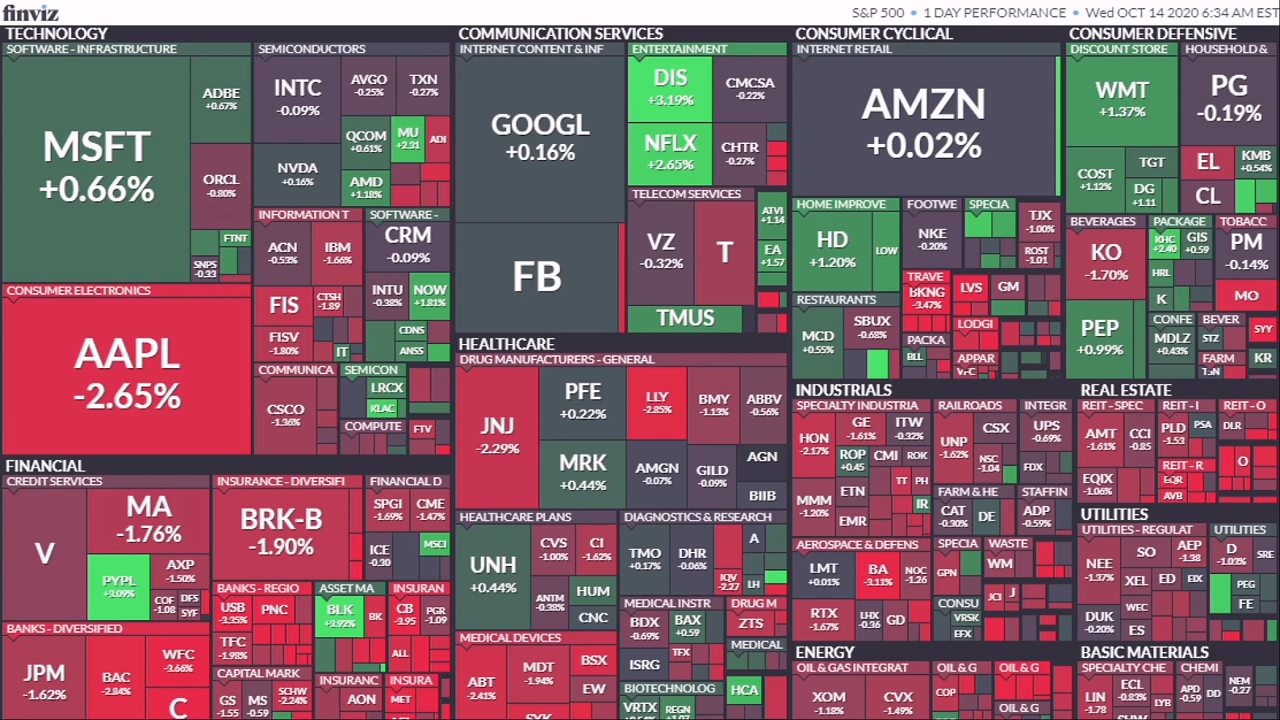 finviz
S&P 500 • 1 DAY PERFORMANCE • Wed OCT 14 2020 6:34 AM EST
TECHNOLOGY
SOFTWARE - INFRASTRUCTURE
MSFT
+0.66%
ADBE
+0.67%
ORCL
-0.80%
FTNT
SNPS
-0.23
SEMICONDUCTORS
INTC
-0.09%
AVGO
-0.25%
TXN
-0.27%
QCOM
+0.61%
MU
+2.31
ADI
NVDA
+0.16%
AMD
+1.18%
INFORMATION T
ACN
-0.53%
IBM
-1.66%
FIS
CTSH
-1.89
FISV
-1.80%
IT
SOFTWARE -
CRM
-0.09%
INTU
-0.38%
NOW
+1.81%
CDNS
ANSS
CONSUMER ELECTRONICS
AAPL
-2.65%
COMMUNICA
CSCO
-1.36%
SEMICON
LRCX
KLAC
COMPUTE
FTV
COMMUNICATION SERVICES
INTERNET CONTENT & INF
GOOGL
+0.16%
FB
ENTERTAINMENT
DIS
+3.19%
CMCSA
-0.22%
NFLX
+2.65%
CHTR
-0.27%
TELECOM SERVICES
VZ
-0.32%
T
TMUS
ATVI
+1.14
EA
+1.57
CONSUMER CYCLICAL
INTERNET RETAIL
AMZN
+0.02%
HOME IMPROVE
HD
+1.20%
LOW
FOOTWE
NKE
-0.20%
SPECIA
TJX
-1.00%
ROST
-1.01
RESTAURANTS
MCD
+0.55%
SBUX
-0.68%
TRAVE
BKNG
-3.47%
LVS
GM
LODGI
PACKA
BLL
APPAR
VFC
CONSUMER DEFENSIVE
DISCOUNT STORE
WMT
+1.37%
COST
+1.12%
TGT
DG
+1.11
HOUSEHOLD &
PG
-0.19%
EL
KMB
+0.54%
CL
BEVERAGES
KO
-1.70%
PEP
+0.99%
PACKAGE
KHC
+2.40
GIS
+0.59
HRL
K
TOBACC
PM
-0.14%
MO
CONFE
MDLZ
+0.43%
BEVER
STZ
SYY
FARM
TSN
KR
HEALTHCARE
DRUG MANUFACTURERS - GENERAL
JNJ
-2.29%
PFE
+0.22%
LLY
-2.85%
BMY
-1.13%
ABBV
-0.56%
MRK
+0.44%
AMGN
-0.07%
GILD
-0.09%
AGN
BIIB
HEALTHCARE PLANS
UNH
+0.44%
CVS
-1.00%
CI
-1.62%
ANTM
-0.38%
HUM
CNC
DIAGNOSTICS & RESEARCH
TMO
+0.17%
DHR
-0.06%
A
IQV
-2.27
LH
MEDICAL DEVICES
ABT
-2.41%
MDT
-1.94%
BSX
EW
SYK
MEDICAL INSTR
BDX
-0.69%
BAX
+0.59
ISRG
TFX
DRUG M
ZTS
MEDICAL
BIOTECHNOLOG
VRTX
REGN
HCA
FINANCIAL
CREDIT SERVICES
V
MA
-1.76%
PYPL
+3.09%
AXP
-1.50%
COF
-1.08
DFS
SYF
INSURANCE - DIVERSIFI
BRK-B
-1.90%
FINANCIAL D
SPGI
-1.69%
CME
-1.47%
ICE
-0.30
MSCI
BANKS - DIVERSIFIED
JPM
-1.62%
BAC
-2.84%
WFC
-3.66%
C
BANKS - REGIO
USB
-3.35%
PNC
TFC
-1.98%
ASSET MA
BLK
+3.92%
BK
INSURAN
CB
-3.95
PGR
-1.09
ALL
CAPITAL MARK
GS
-1.55
MS
-0.59
SCHW
-2.24%
INSURANC
AON
INSURA
MET
INDUSTRIALS
SPECIALTY INDUSTRIA
HON
-2.17%
GE
-1.61%
ITW
-0.32%
ROP
+0.45
CMI
ROK
MMM
-1.20%
ETN
TT
PH
EMR
IR
RAILROADS
UNP
-1.62%
CSX
NSC
-1.04
INTEGR
UPS
-0.69%
FDX
FARM & HE
CAT
-0.30%
DE
STAFFIN
ADP
-0.59%
AEROSPACE & DEFENS
LMT
+0.01%
BA
-3.11%
NOC
-1.26
RTX
-1.67%
LHX
-0.36
GD
SPECIA
GPN
WASTE
WM
CONSU
VRSK
EFX
JCI
J
REAL ESTATE
REIT - SPEC
AMT
-1.61%
CCI
-0.85
EQIX
-1.06%
REIT - I
PLD
-1.53
PSA
REIT - O
DLR
REIT - R
EQR
AVB
O
UTILITIES
UTILITIES - REGULAT
NEE
-1.37%
SO
AEP
-1.38
XEL
ED
EIX
DUK
-0.20%
WEC
ES
UTILITIES
D
-1.03%
SRE
PEG
FE
ENERGY
OIL & GAS INTEGRAT
XOM
-1.18%
CVX
-1.49%
OIL & G
COP
OIL & G
BASIC MATERIALS
SPECIALTY CHE
LIN
-1.78
ECL
-0.83%
LYB
CHEMI
APD
-0.59
DD
NEM
-0.27